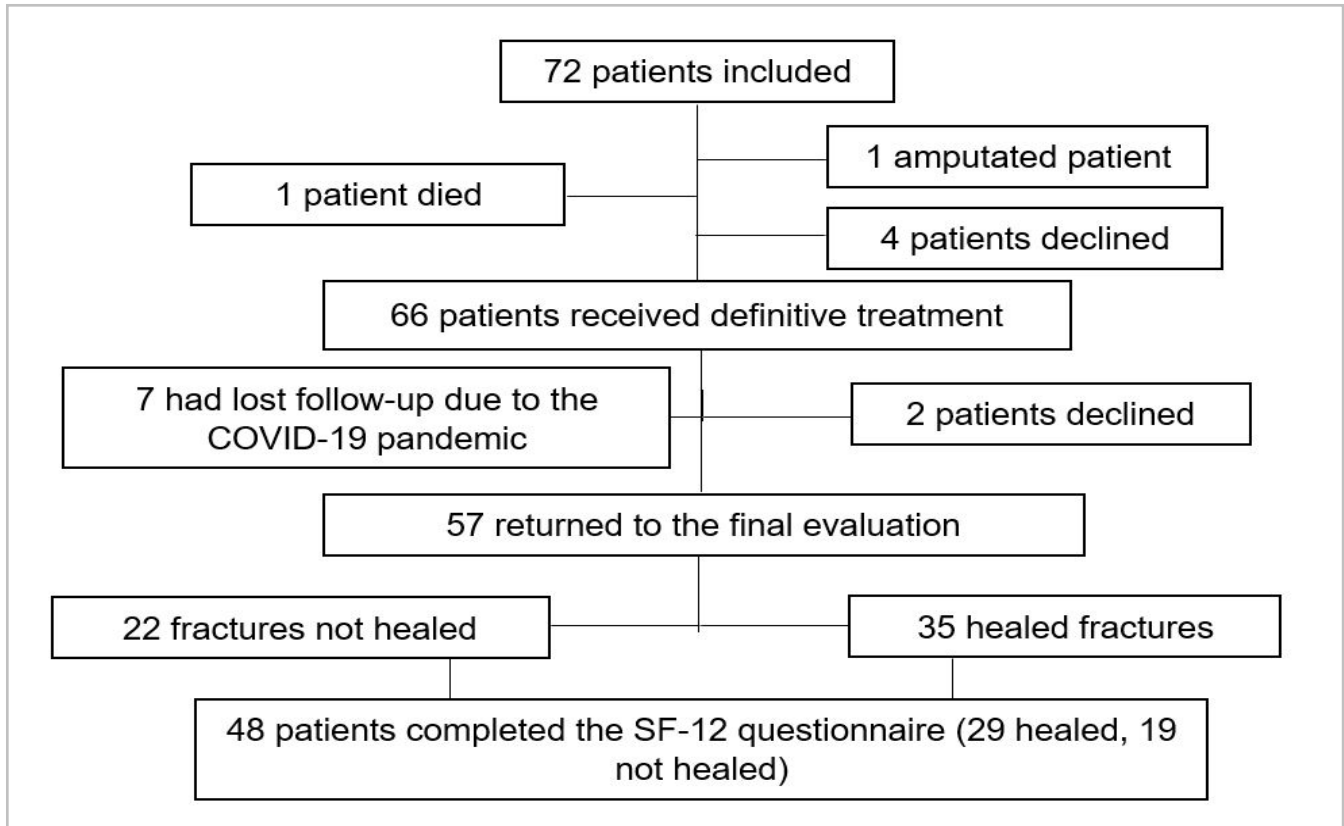 72 patients included
1 amputated patient
1 patient died
4 patients declined
66 patients received definitive treatment
7 had lost follow-up due to the
COVID-19 pandemic
2 patients declined
57 returned to the final evaluation
22 fractures not healed
35 healed fractures
48 patients completed the SF-12 questionnaire (29 healed, 19
not healed)